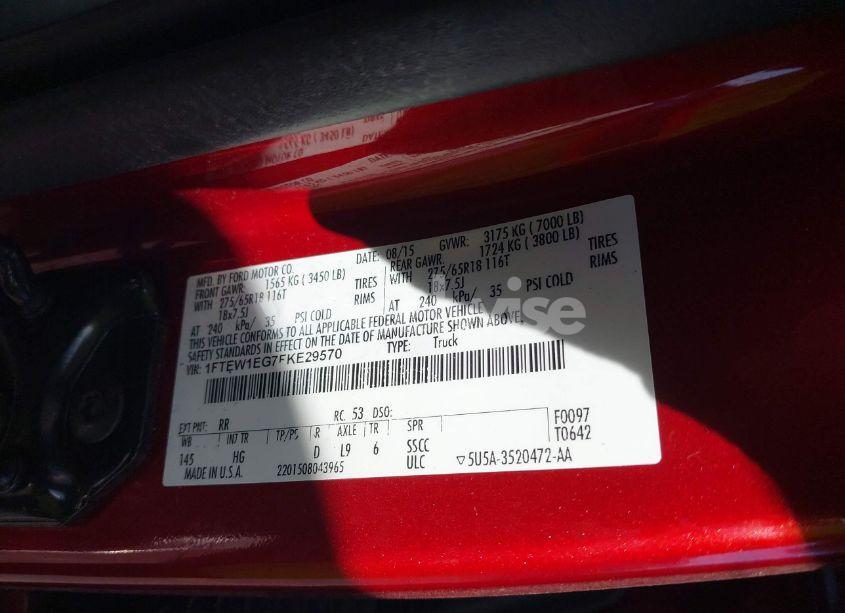 MFD. BY FORD MOTOR CO.
DATE: 08/15 GVWR: 3175 KG ( 7000 LB)
FRONT GAWR: 1565 KG ( 3450 LB) REAR GAWR: 1724 KG ( 3800 LB)
WITH 275/65R18 116T TIRES WITH 275/65R18 116T TIRES
18x7.5J RIMS 18x7.5J RIMS
AT 240 kPa/ 35 PSI COLD AT 240 kPa/ 35 PSI COLD
THIS VEHICLE CONFORMS TO ALL APPLICABLE FEDERAL MOTOR VEHICLE
SAFETY STANDARDS IN EFFECT ON THE DATE OF MANUFACTURE SHOWN ABOVE.
VIN: 1FTEW1EG7FKE29570 TYPE: Truck
EXT PNT: RR RC: 53 DSO: F0097
WB INT TR TP/PS R AXLE TR SPR T0642
145 HG D L9 6 SSCC
MADE IN U.S.A. 2201508043965 ULC ▽5U5A-3520472-AA